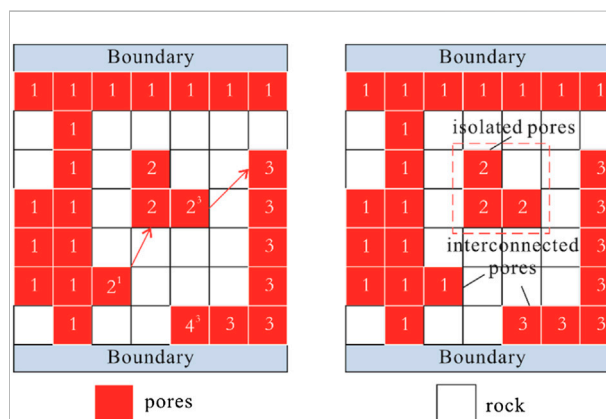 Boundary Boundary
1 1 1 1 1 1 1 1 1 1 1 1 1 1
1 1 isolated pores
1 2 3 1 2 3
1 1 2 2³ 3 1 1 2 2 3
1 1 3 1 1 interconnected 3
1 1 2¹ 3 1 1 1 pores 3
1 4³ 3 3 1 3 3 3
Boundary Boundary
pores rock